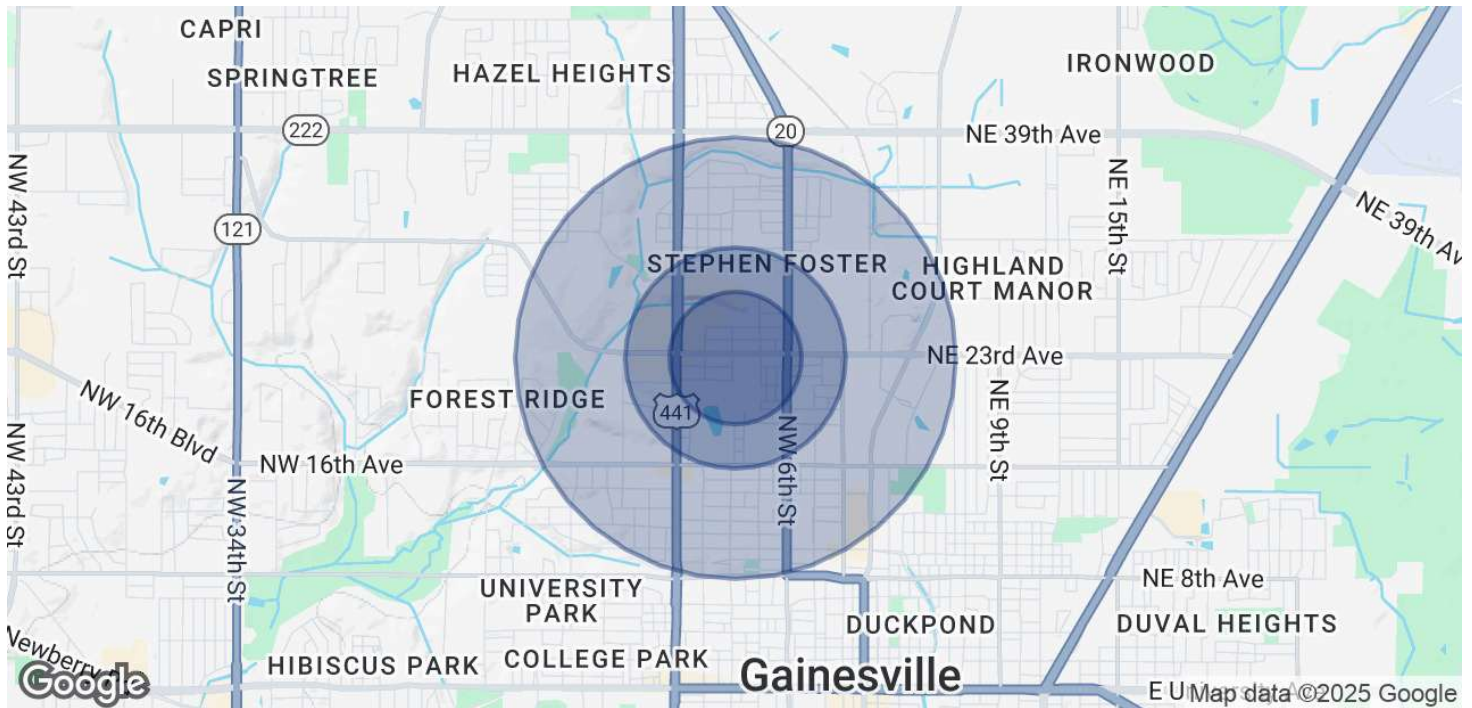 CAPRI
SPRINGTREE
HAZEL HEIGHTS
IRONWOOD
222
20
NE 39th Ave
NW 43rd St
NE 15th St
NE 39th Av
121
STEPHEN FOSTER
HIGHLAND
COURT MANOR
NE 23rd Ave
NW 16th Blvd
FOREST RIDGE
441
NE 9th St
NW 43rd St
NW 16th Ave
NW 6th St
NW 34th St
UNIVERSITY
PARK
NE 8th Ave
DUCKPOND
DUVAL HEIGHTS
Newberry
HIBISCUS PARK
COLLEGE PARK
Gainesville
Google
E U
Map data ©2025 Google